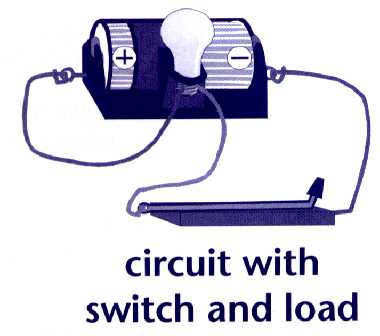 + −
circuit with
switch and load